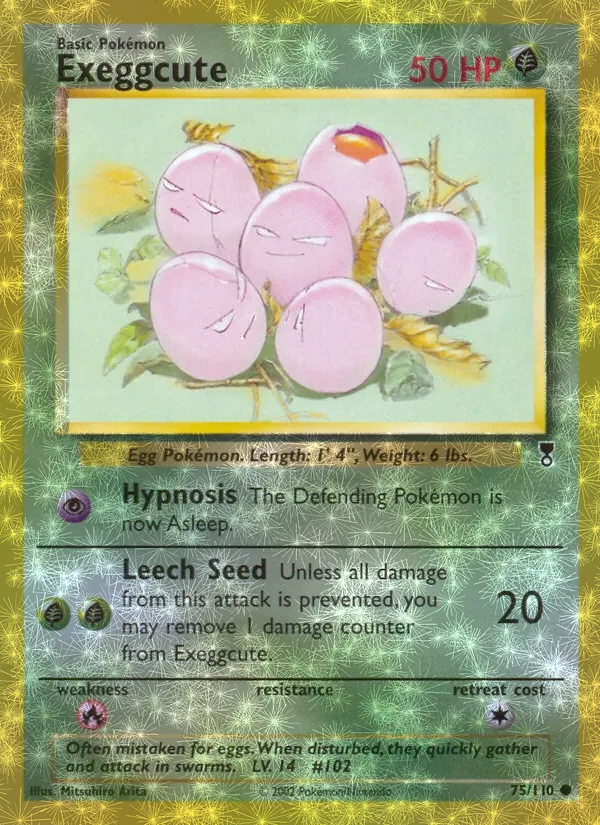 Basic Pokémon
Exeggcute 50 HP
Egg Pokémon. Length: 1' 4", Weight: 6 lbs.
Hypnosis The Defending Pokémon is
now Asleep.
Leech Seed Unless all damage
from this attack is prevented, you
may remove 1 damage counter
from Exeggcute.
20
weakness resistance retreat cost
Often mistaken for eggs. When disturbed, they quickly gather
and attack in swarms. LV. 14 #102
Illus. Mitsuhiro Arita © 2002 Pokémon/Nintendo 75/110